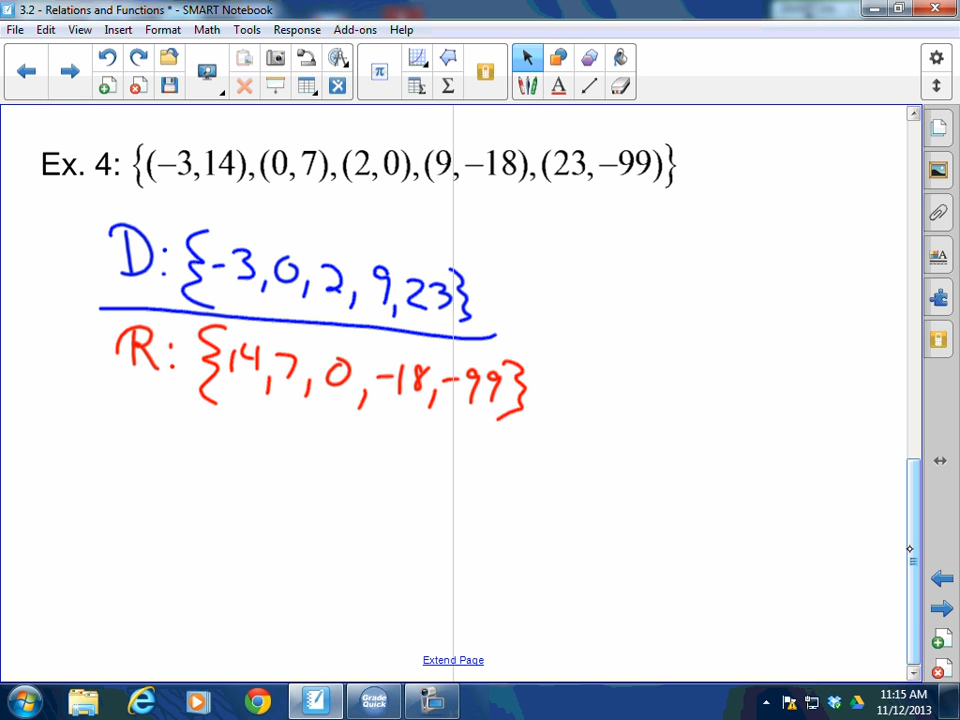 3.2 - Relations and Functions * - SMART Notebook
File Edit View Insert Format Math Tools Response Add-ons Help
Ex. 4: {(−3,14),(0,7),(2,0),(9,−18),(23,−99)}
D: {-3,0,2,9,23}
R: {14,7,0,-18,-99}
Extend Page
Grade Quick
11:15 AM
11/12/2013